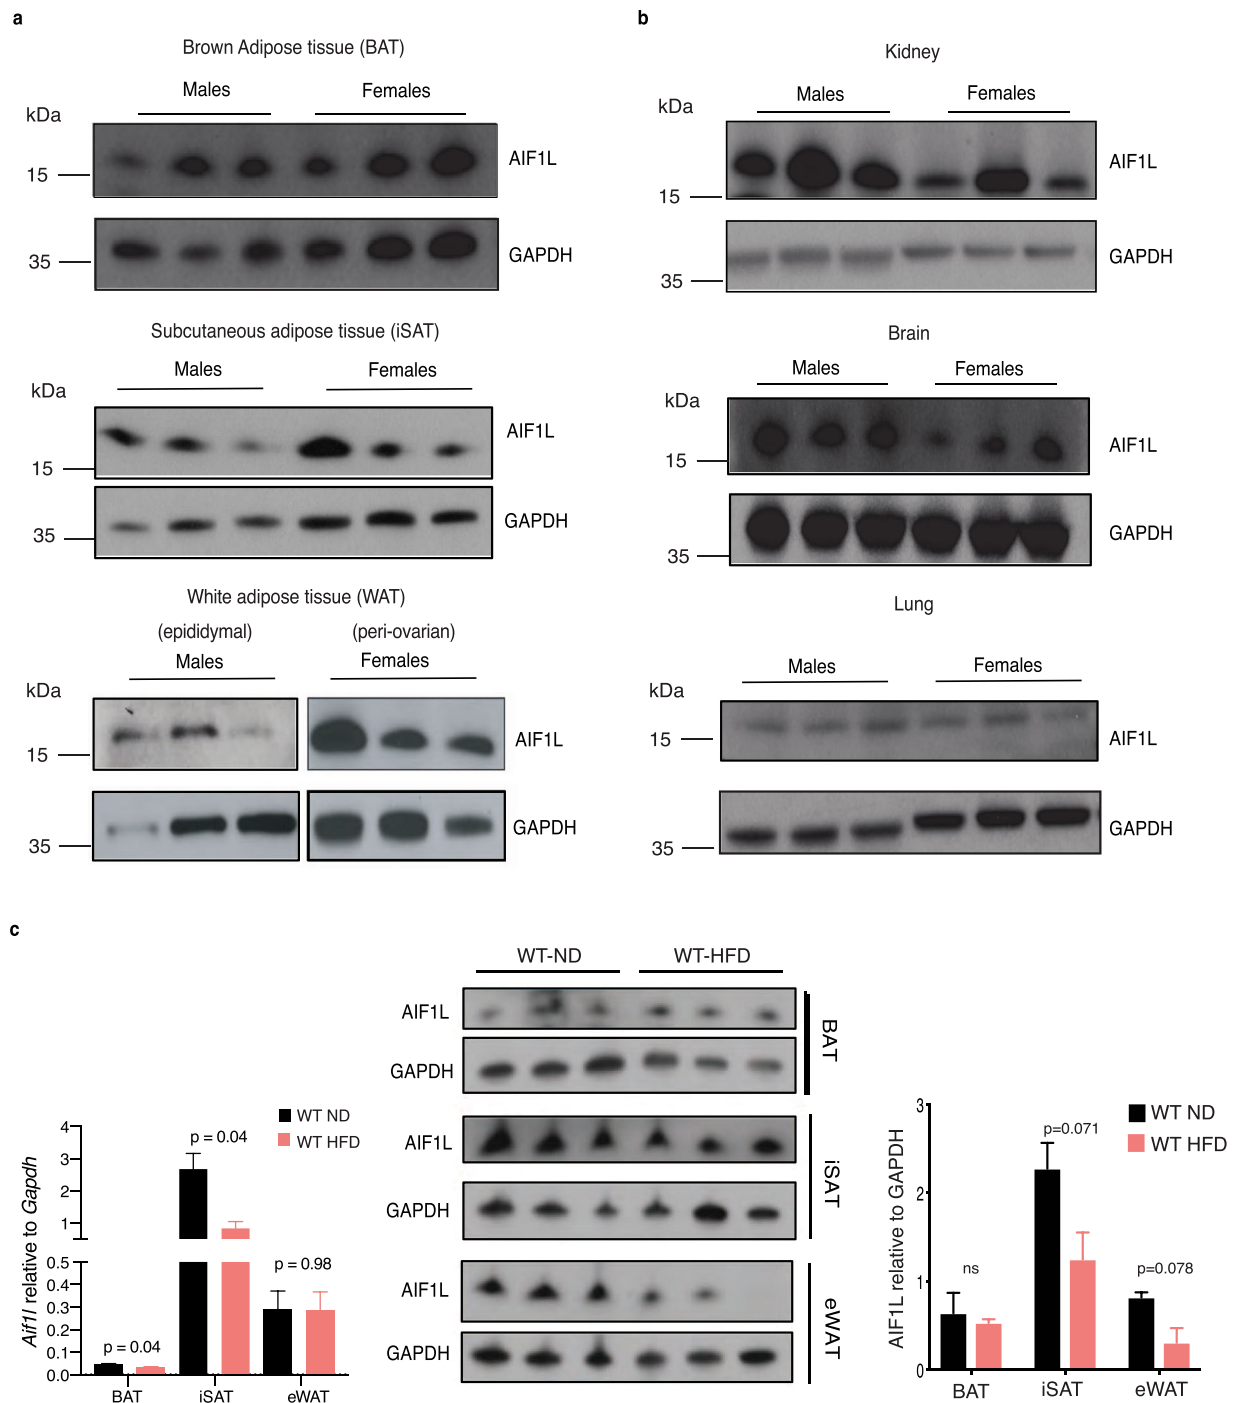 a
Brown Adipose tissue (BAT)
Males Females
kDa
AIF1L
15
GAPDH
35
Subcutaneous adipose tissue (iSAT)
Males Females
kDa
AIF1L
15
GAPDH
35
White adipose tissue (WAT)
(epididymal) (peri-ovarian)
Males Females
kDa
AIF1L
15
GAPDH
35
b
Kidney
Males Females
kDa
AIF1L
15
GAPDH
35
Brain
Males Females
kDa
AIF1L
15
GAPDH
35
Lung
Males Females
kDa
AIF1L
15
GAPDH
35
c
Aif1l relative to Gapdh
4
3
2
1
0.5
0.4
0.3
0.2
0.1
0.0
WT ND
WT HFD
p = 0.04
p = 0.98
p = 0.04
BAT iSAT eWAT
WT-ND WT-HFD
AIF1L
GAPDH
BAT
AIF1L
GAPDH
iSAT
AIF1L
GAPDH
eWAT
AIF1L relative to GAPDH
3
2
1
0
WT ND
WT HFD
p=0.071
ns
p=0.078
BAT iSAT eWAT